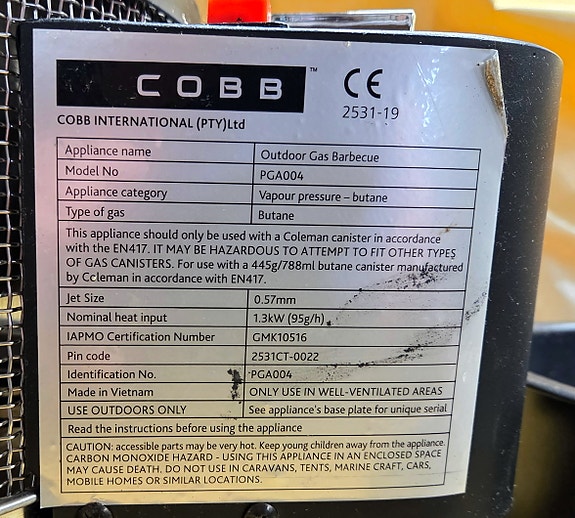 COBB ™ CE
2531-19
COBB INTERNATIONAL (PTY)Ltd
Appliance name Outdoor Gas Barbecue
Model No PGA004
Appliance category Vapour pressure – butane
Type of gas Butane
This appliance should only be used with a Coleman canister in accordance
with the EN417. IT MAY BE HAZARDOUS TO ATTEMPT TO FIT OTHER TYPES
OF GAS CANISTERS. For use with a 445g/788ml butane canister manufactured
by Coleman in accordance with EN417.
Jet Size 0.57mm
Nominal heat input 1.3kW (95g/h)
IAPMO Certification Number GMK10516
Pin code 2531CT-0022
Identification No. PGA004
Made in Vietnam ONLY USE IN WELL-VENTILATED AREAS
USE OUTDOORS ONLY See appliance's base plate for unique serial
Read the instructions before using the appliance
CAUTION: accessible parts may be very hot. Keep young children away from the appliance.
CARBON MONOXIDE HAZARD - USING THIS APPLIANCE IN AN ENCLOSED SPACE
MAY CAUSE DEATH. DO NOT USE IN CARAVANS, TENTS, MARINE CRAFT, CARS,
MOBILE HOMES OR SIMILAR LOCATIONS.